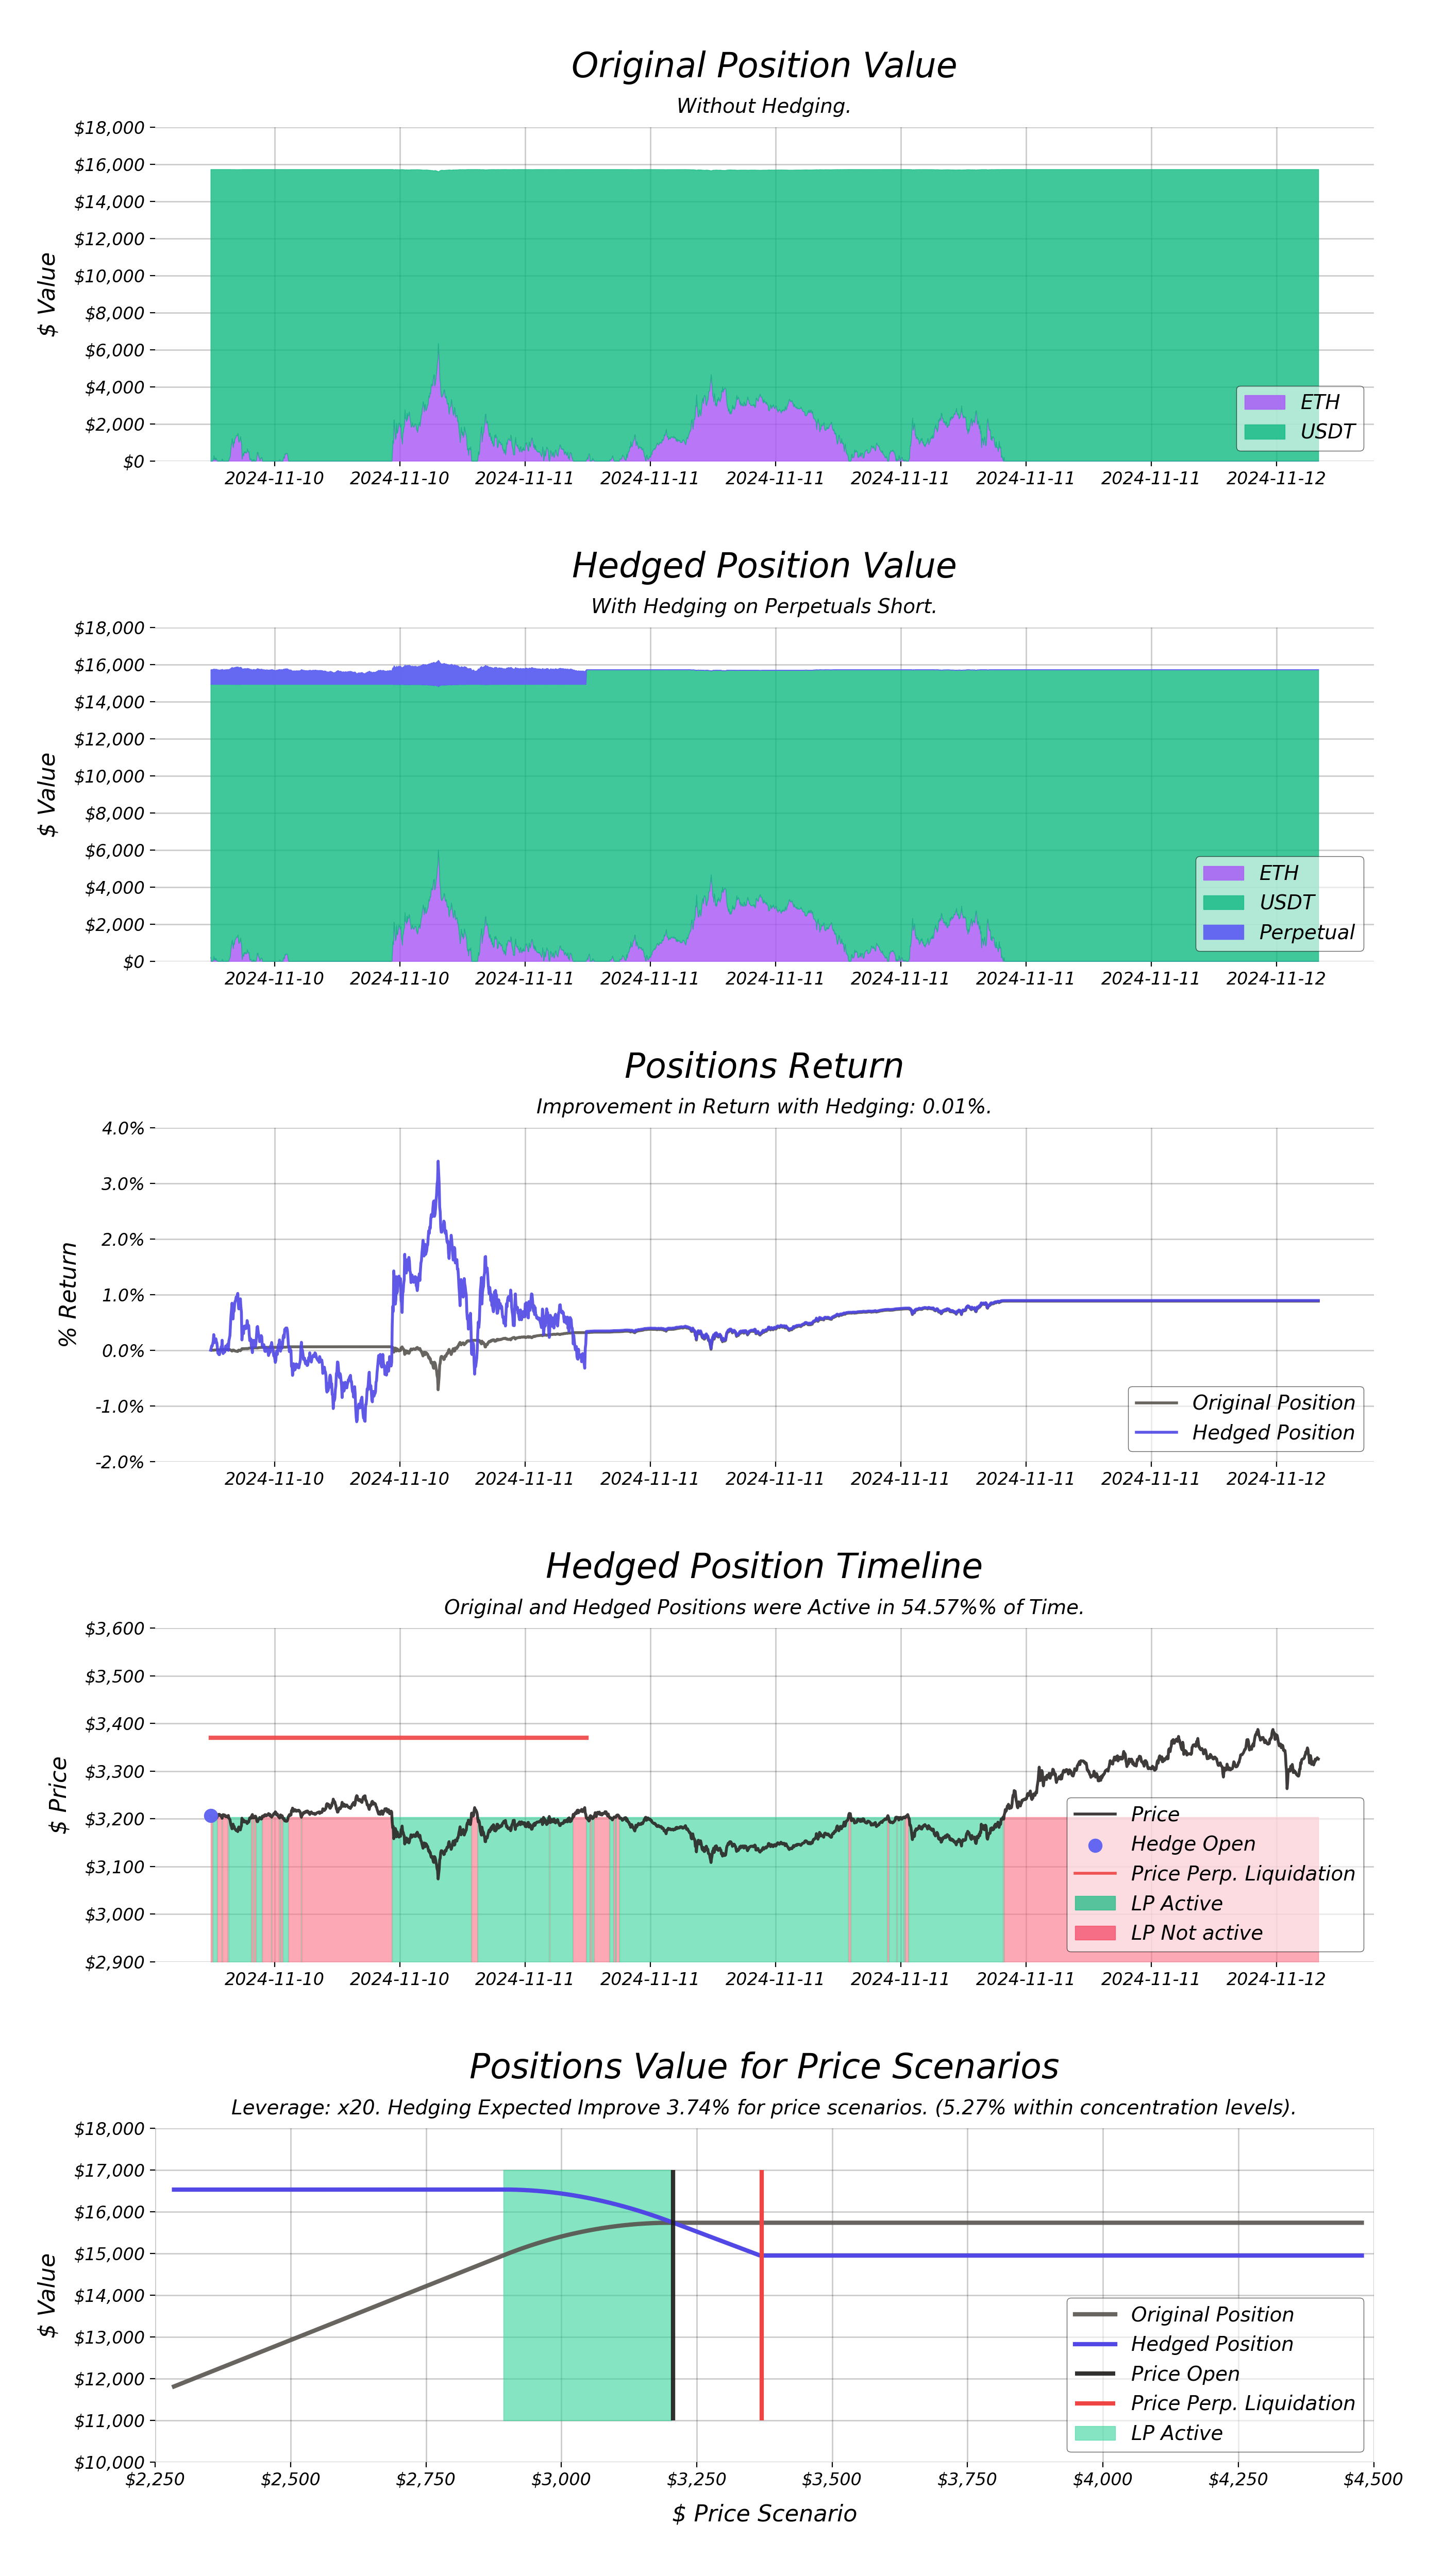 Original Position Value
Without Hedging.
$ Value
$18,000
$16,000
$14,000
$12,000
$10,000
$8,000
$6,000
$4,000
$2,000
$0
ETH
USDT
2024-11-10 2024-11-10 2024-11-11 2024-11-11 2024-11-11 2024-11-11 2024-11-11 2024-11-11 2024-11-12
Hedged Position Value
With Hedging on Perpetuals Short.
$ Value
$18,000
$16,000
$14,000
$12,000
$10,000
$8,000
$6,000
$4,000
$2,000
$0
ETH
USDT
Perpetual
2024-11-10 2024-11-10 2024-11-11 2024-11-11 2024-11-11 2024-11-11 2024-11-11 2024-11-11 2024-11-12
Positions Return
Improvement in Return with Hedging: 0.01%.
% Return
4.0%
3.0%
2.0%
1.0%
0.0%
-1.0%
-2.0%
Original Position
Hedged Position
2024-11-10 2024-11-10 2024-11-11 2024-11-11 2024-11-11 2024-11-11 2024-11-11 2024-11-11 2024-11-12
Hedged Position Timeline
Original and Hedged Positions were Active in 54.57%% of Time.
$ Price
$3,600
$3,500
$3,400
$3,300
$3,200
$3,100
$3,000
$2,900
Price
Hedge Open
Price Perp. Liquidation
LP Active
LP Not active
2024-11-10 2024-11-10 2024-11-11 2024-11-11 2024-11-11 2024-11-11 2024-11-11 2024-11-11 2024-11-12
Positions Value for Price Scenarios
Leverage: x20. Hedging Expected Improve 3.74% for price scenarios. (5.27% within concentration levels).
$ Value
$18,000
$17,000
$16,000
$15,000
$14,000
$13,000
$12,000
$11,000
$10,000
Original Position
Hedged Position
Price Open
Price Perp. Liquidation
LP Active
$2,250 $2,500 $2,750 $3,000 $3,250 $3,500 $3,750 $4,000 $4,250 $4,500
$ Price Scenario